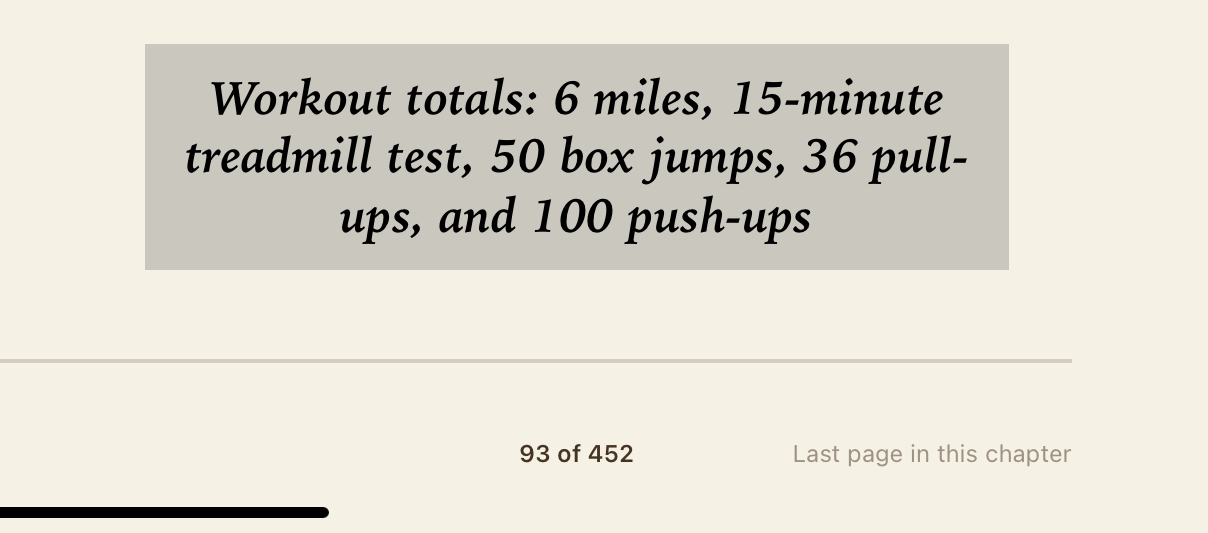 Workout totals: 6 miles, 15-minute
treadmill test, 50 box jumps, 36 pull-
ups, and 100 push-ups
93 of 452
Last page in this chapter